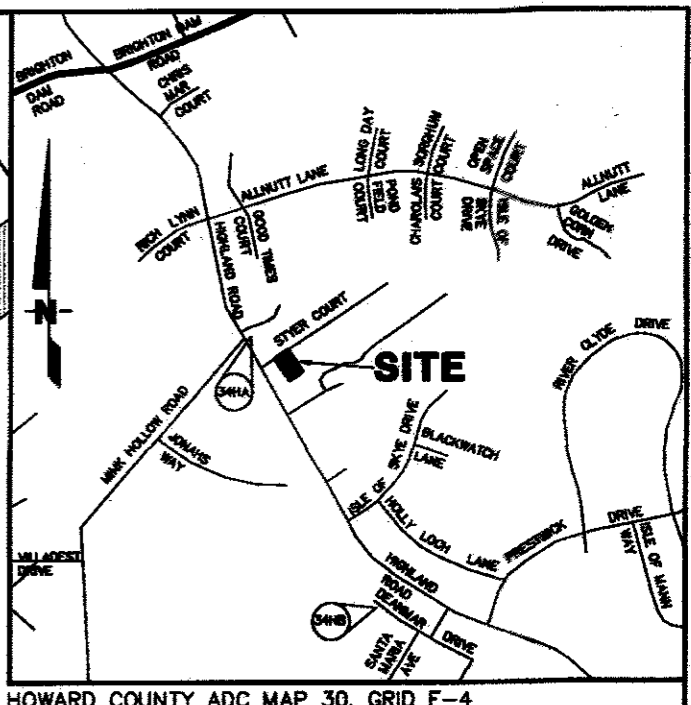 BRIGHTON DAM
ROAD
BRIGHTON
DAM
ROAD
CHRIS
MAR
COURT
LONG DAY
COURT
SORGHUM
COURT
OPEN
SPACE
COURT
ALLNUTT LANE
ALLNUTT
LANE
POND
FIELD
COURT
CHAROLAIS
COURT
ISLE OF
SKYE
DRIVE
GOLDEN
CORN
DRIVE
RICH LYNN
COURT
GOOD TIMES
COURT
HIGHLAND ROAD
N
STYER COURT
SITE
RIVER CLYDE DRIVE
34HA
MINK HOLLOW ROAD
JONAHS
WAY
ISLE OF SKYE DRIVE
BLACKWATCH
LANE
HOLLY LOCH LANE
PRESTWICK DRIVE
ISLE OF MANN
WAY
VILLADEST
DRIVE
HIGHLAND
ROAD
34HB
DEANMAR DRIVE
SANTA
MARIA
AVE
HOWARD COUNTY ADC MAP 30, GRID F-4